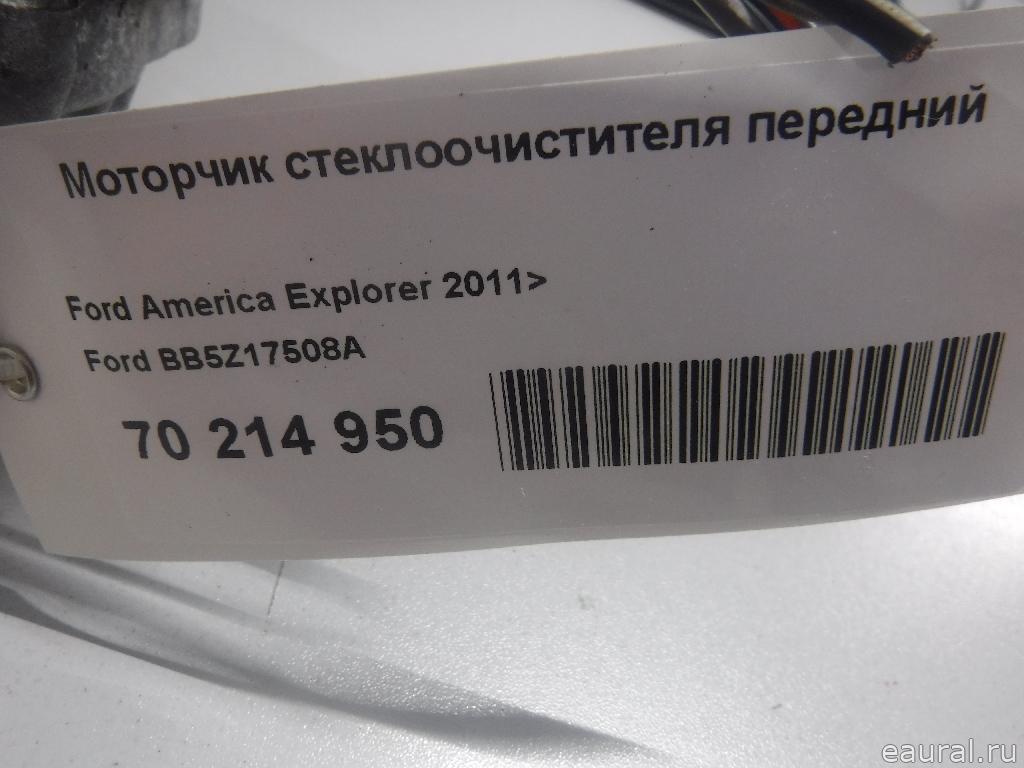 Моторчик стеклоочистителя передний
Ford America Explorer 2011>
Ford BB5Z17508A
70 214 950
eaural.ru